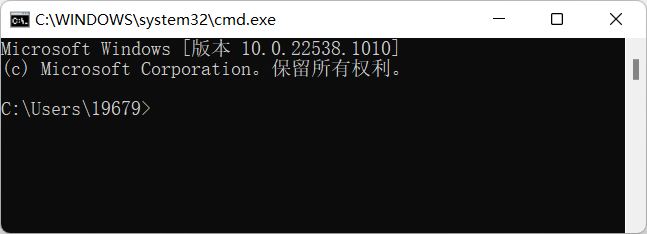 C:\WINDOWS\system32\cmd.exe
Microsoft Windows [版本 10.0.22538.1010]
(c) Microsoft Corporation。保留所有权利。
C:\Users\19679>